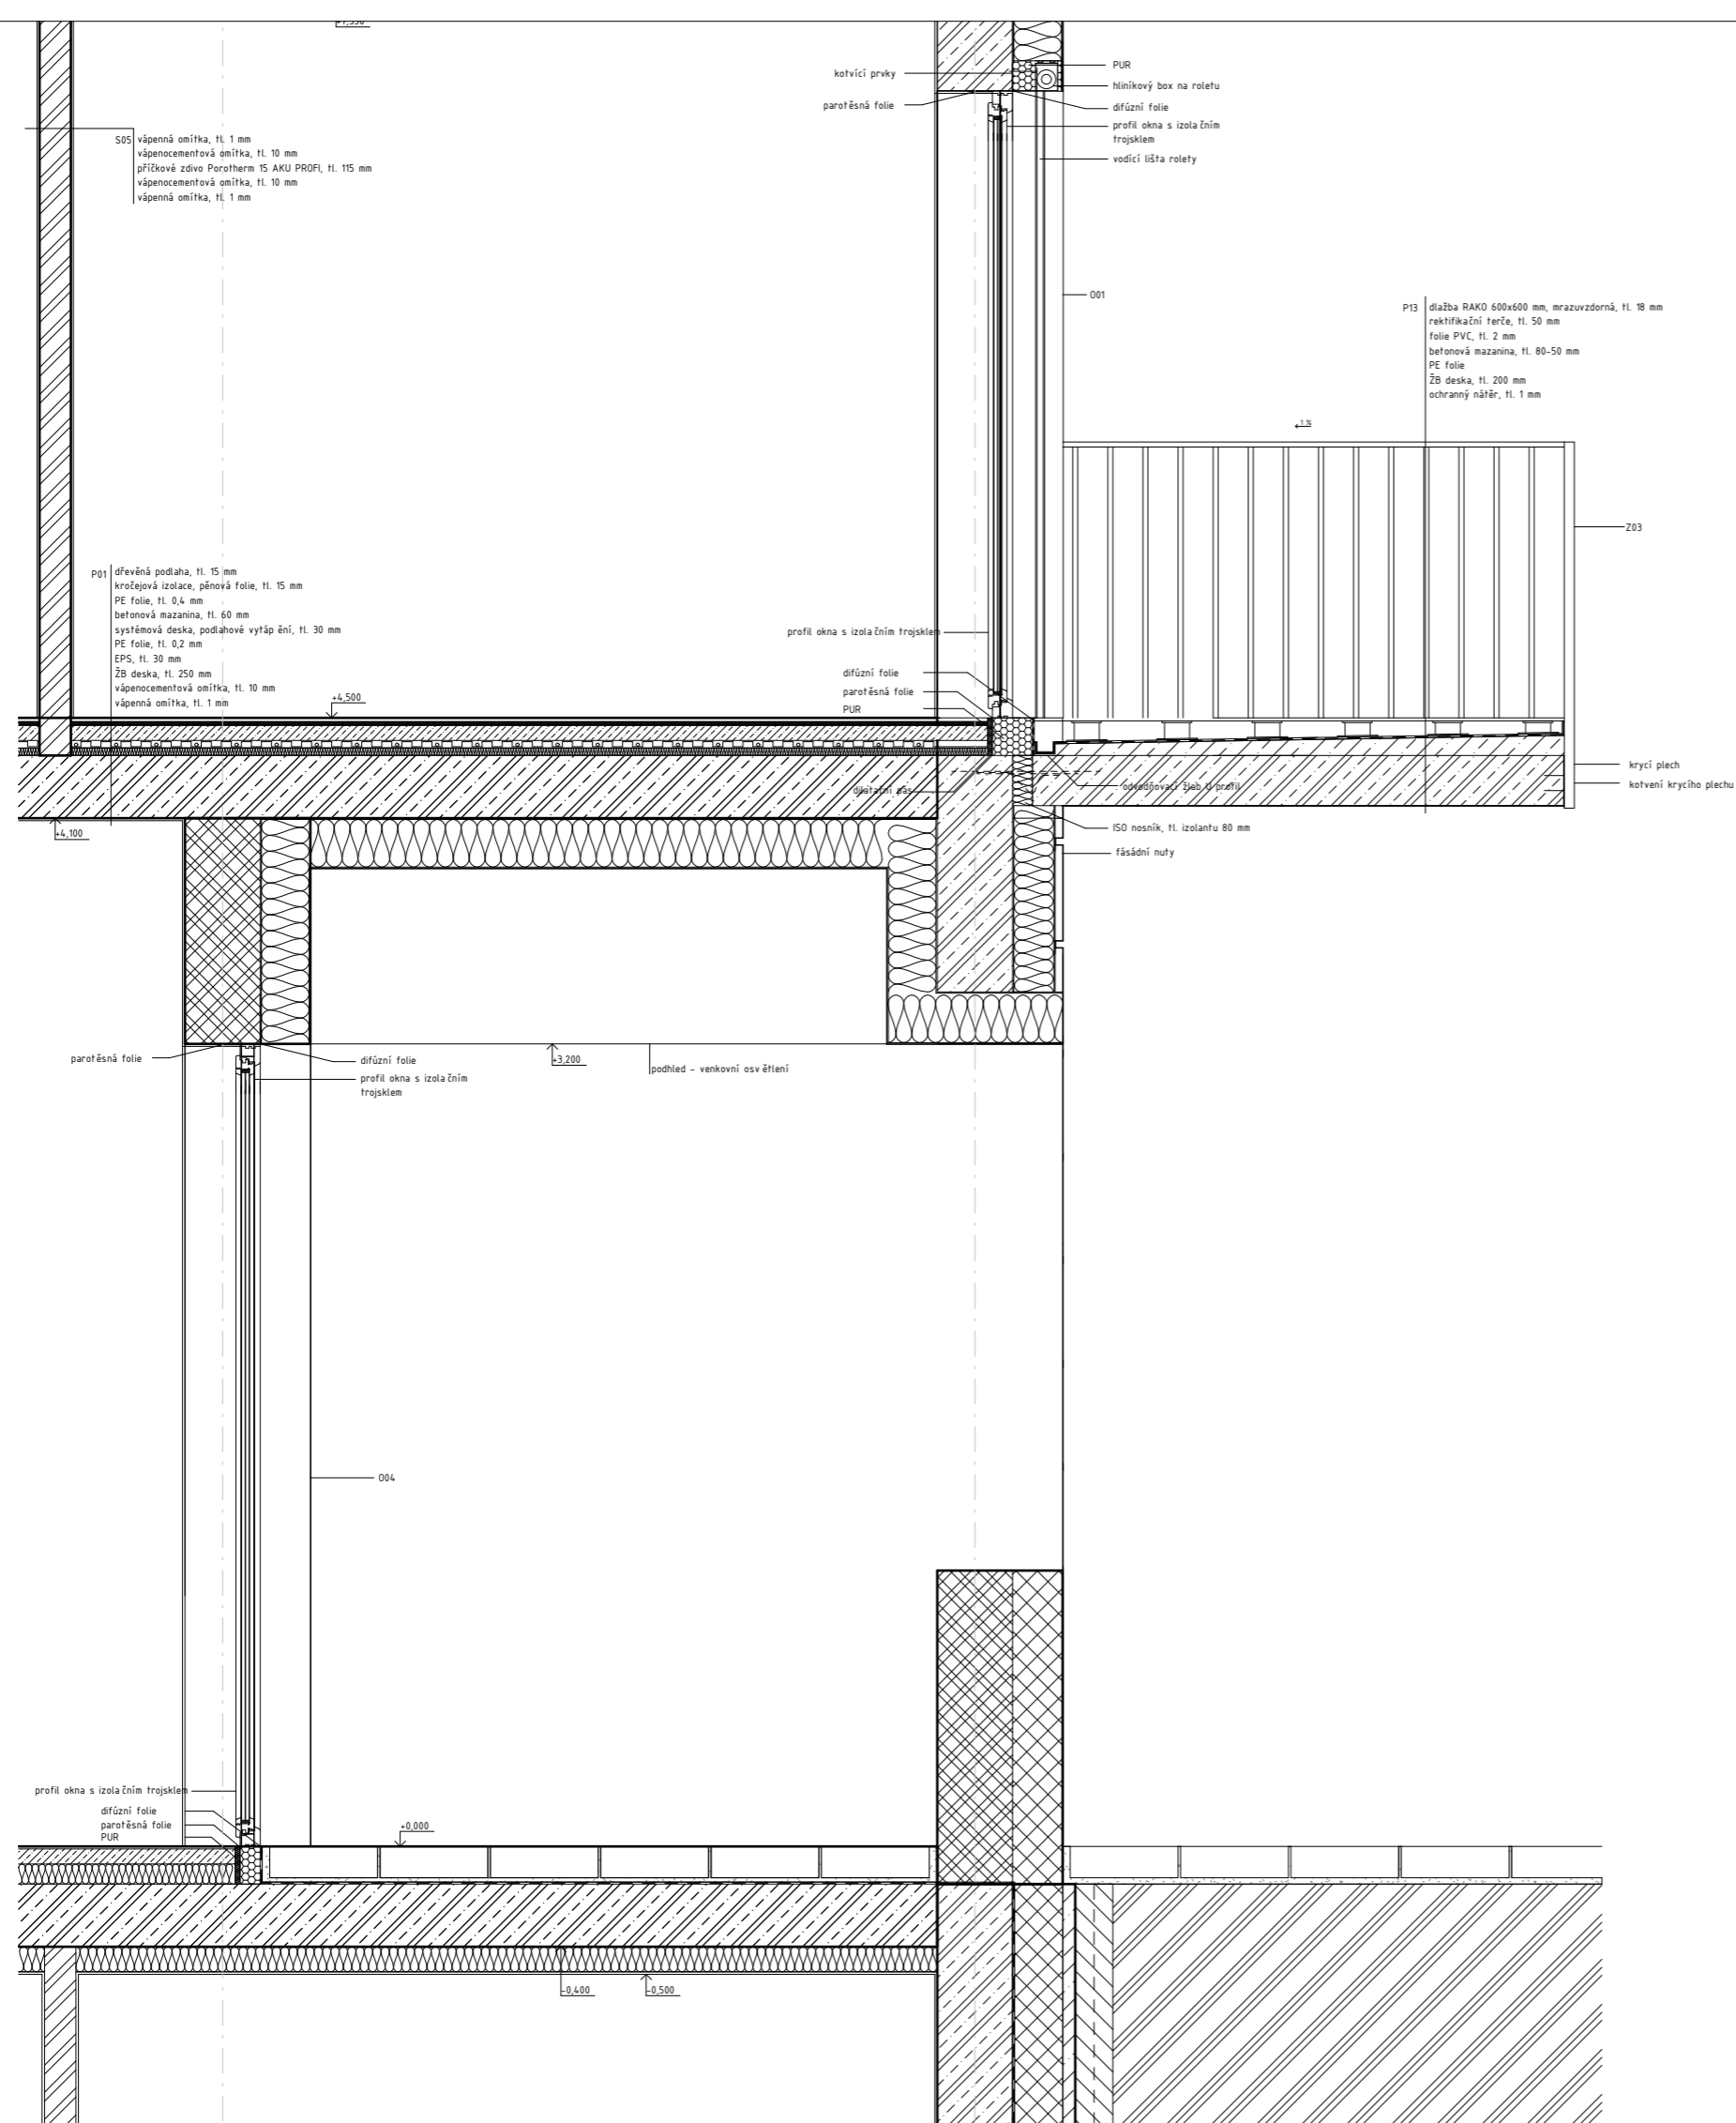 kotvící prvky
parotěsná folie
PUR
hliníkový box na roletu
difúzní folie
profil okna s izolačním
trojsklem
vodící lišta rolety
S05
vápenná omítka, tl. 1 mm
vápenocementová omítka, tl. 10 mm
příčkové zdivo Porotherm 15 AKU PROFI, tl. 115 mm
vápenocementová omítka, tl. 10 mm
vápenná omítka, tl. 1 mm
O01
P13
dlažba RAKO 600x600 mm, mrazuvzdorná, tl. 18 mm
rektifikační terče, tl. 50 mm
folie PVC, tl. 2 mm
betonová mazanina, tl. 80-50 mm
PE folie
ŽB deska, tl. 200 mm
ochranný nátěr, tl. 1 mm
1 %
Z03
P01
dřevěná podlaha, tl. 15 mm
kročejová izolace, pěnová folie, tl. 15 mm
PE folie, tl. 0,4 mm
betonová mazanina, tl. 60 mm
systémová deska, podlahové vytápění, tl. 30 mm
PE folie, tl. 0,2 mm
EPS, tl. 30 mm
ŽB deska, tl. 250 mm
vápenocementová omítka, tl. 10 mm
vápenná omítka, tl. 1 mm
+4,500
profil okna s izolačním trojsklem
difúzní folie
parotěsná folie
PUR
dilatační pás
odvodňovací žlab U profil
krycí plech
kotvení krycího plechu
+4,100
ISO nosník, tl. izolantu 80 mm
fásádní nuty
parotěsná folie
difúzní folie
profil okna s izolačním
trojsklem
+3,200
podhled - venkovní osvětlení
O04
profil okna s izolačním trojsklem
difúzní folie
parotěsná folie
PUR
+0,000
-0,400
-0,500